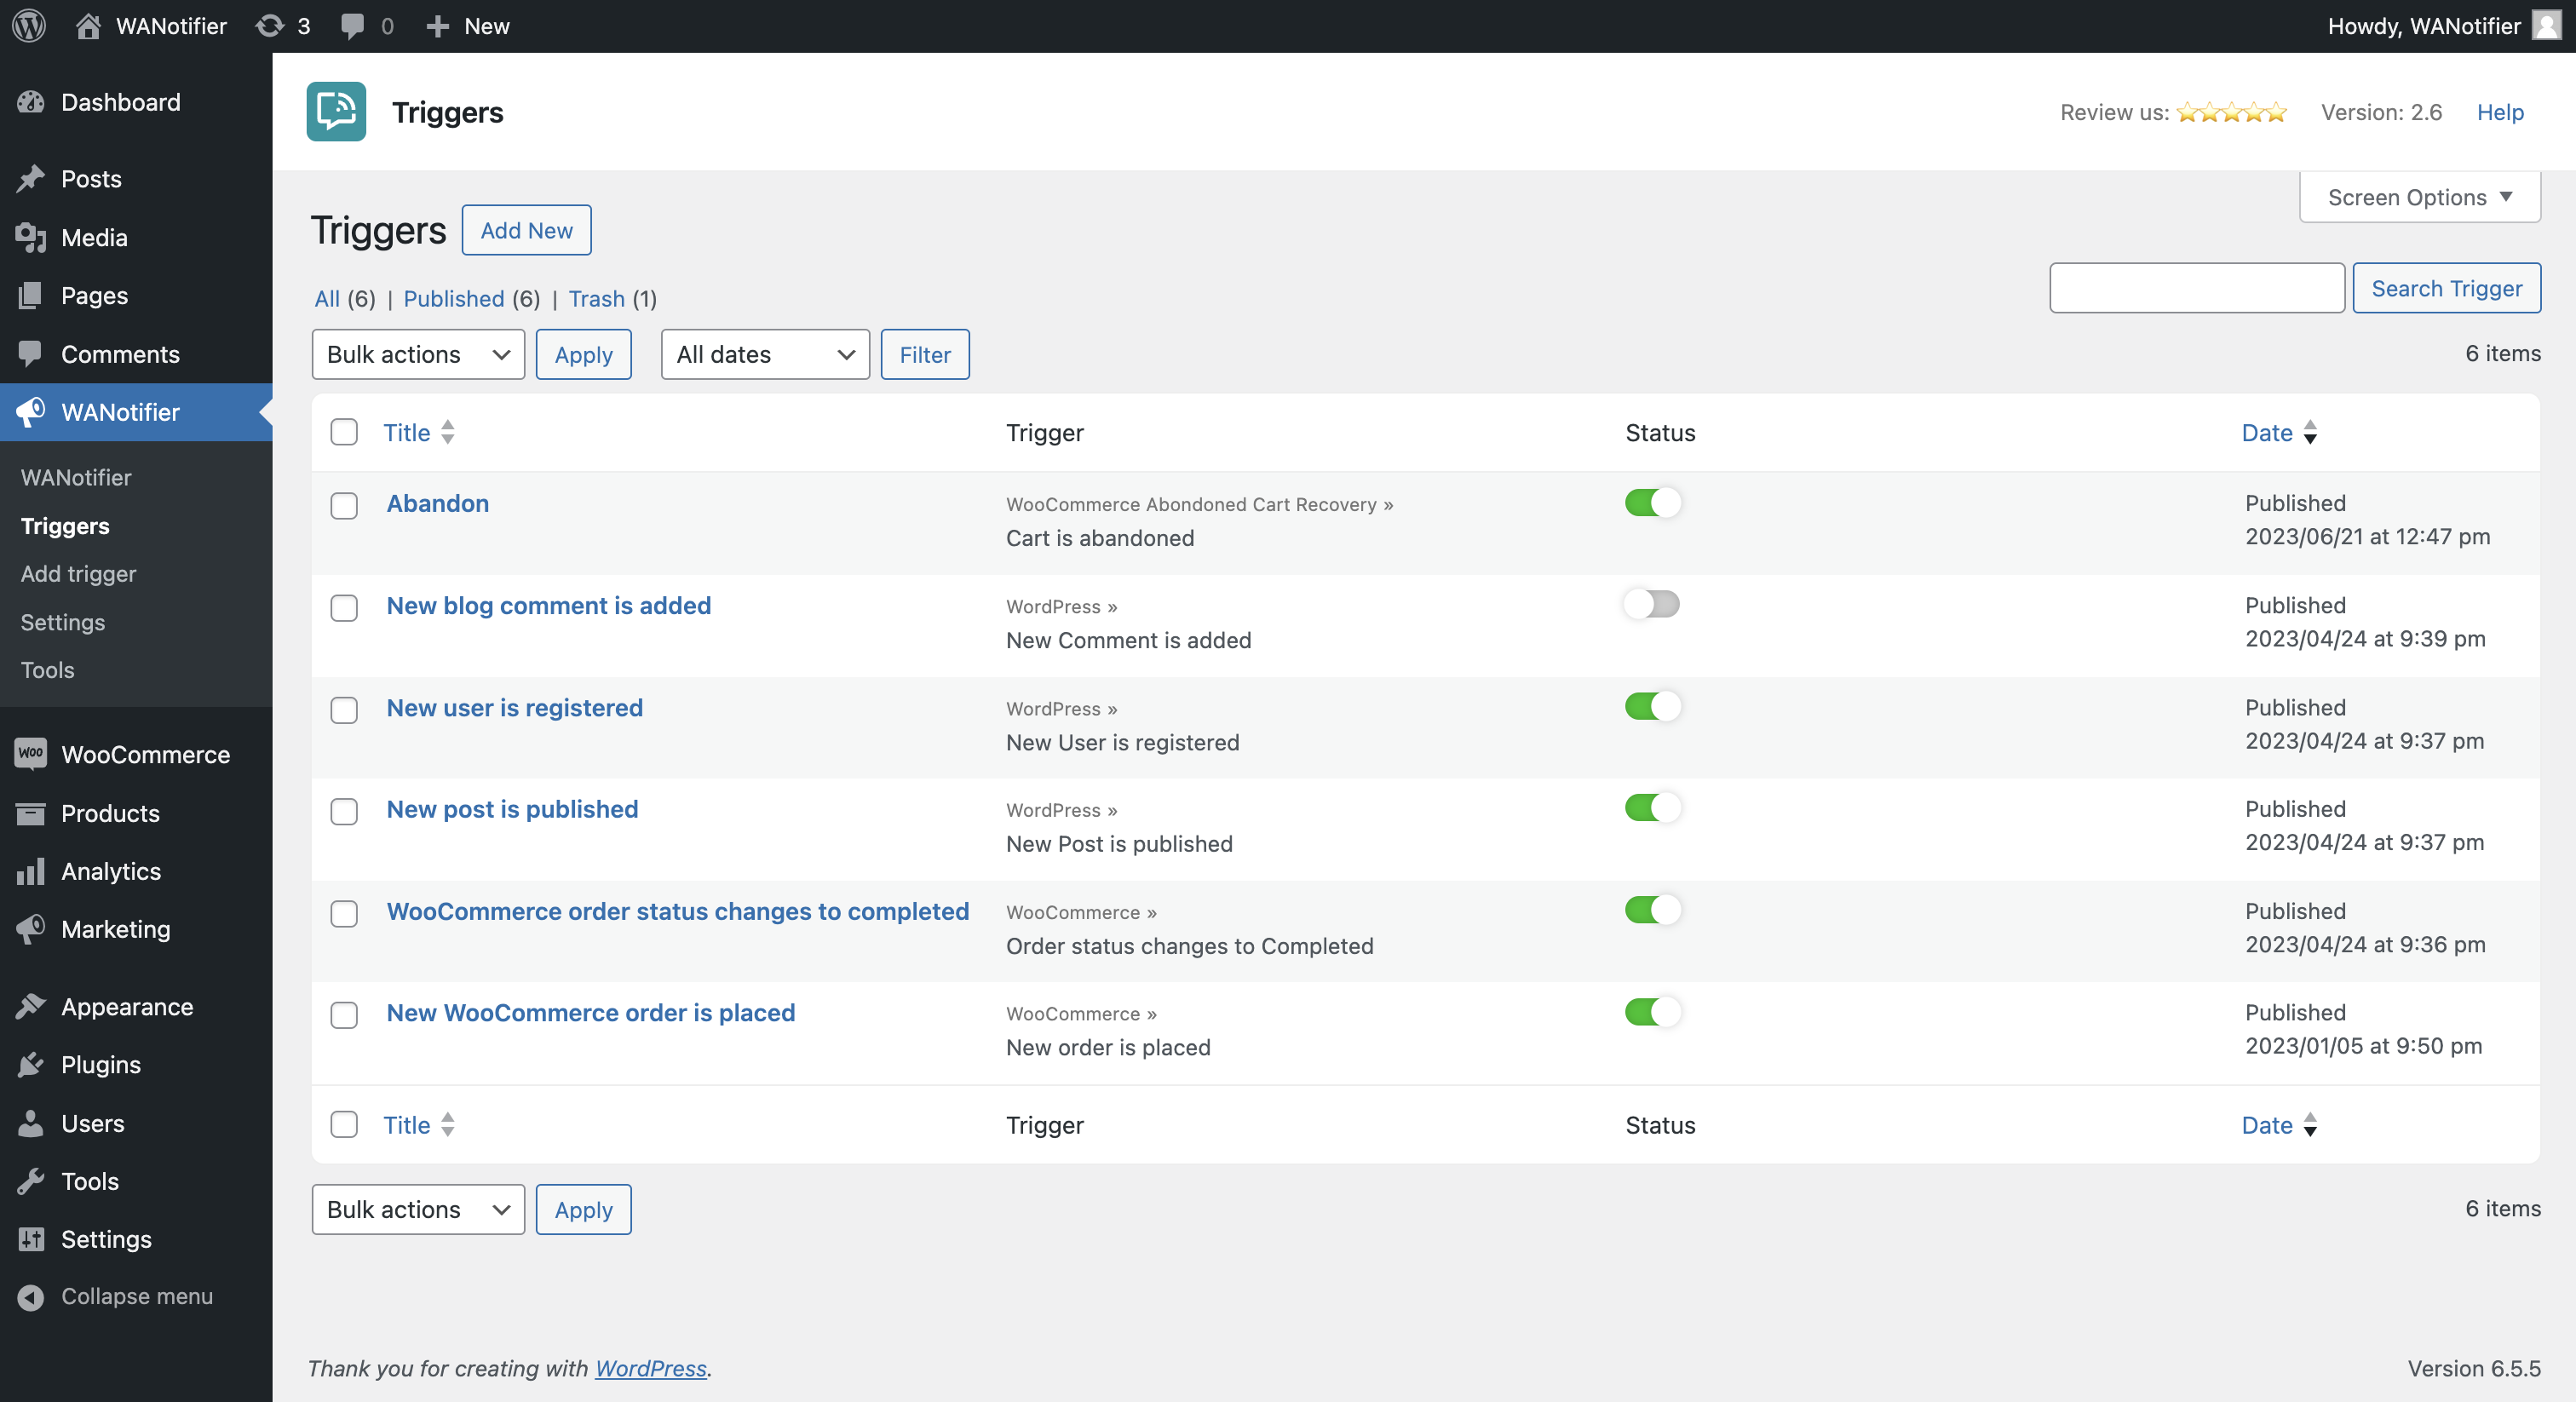 WANotifier 3 0 New Howdy, WANotifier
Dashboard
Posts
Media
Pages
Comments
WANotifier
WANotifier
Triggers
Add trigger
Settings
Tools
Woo WooCommerce
Products
Analytics
Marketing
Appearance
Plugins
Users
Tools
Settings
Collapse menu
Triggers Review us: Version: 2.6 Help
Screen Options ▼
Triggers Add New
All (6) | Published (6) | Trash (1) Search Trigger
Bulk actions Apply All dates Filter 6 items
Title Trigger Status Date
Abandon WooCommerce Abondoned Cart Recovery » Published
Cart is abandoned 2023/06/21 at 12:47 pm
New blog comment is added WordPress » Published
New Comment is added 2023/04/24 at 9:39 pm
New user is registered WordPress » Published
New User is registered 2023/04/24 at 9:37 pm
New post is published WordPress » Published
New Post is published 2023/04/24 at 9:37 pm
WooCommerce order status changes to completed WooCommerce » Published
Order status changes to Completed 2023/04/24 at 9:36 pm
New WooCommerce order is placed WooCommerce » Published
New order is placed 2023/01/05 at 9:50 pm
Title Trigger Status Date
Bulk actions Apply 6 items
Thank you for creating with WordPress. Version 6.5.5